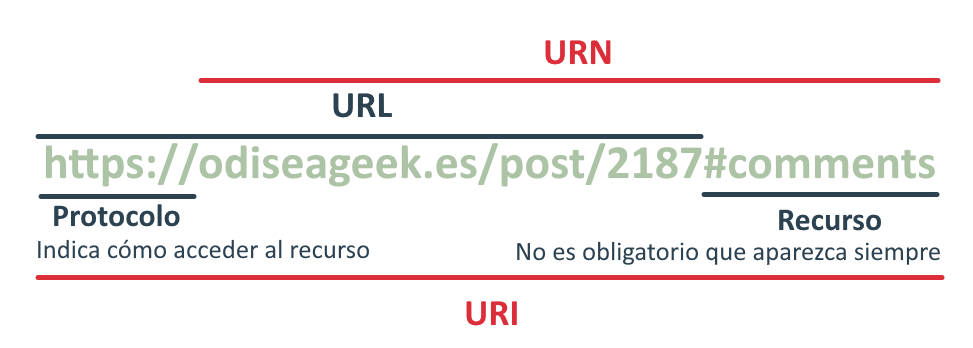 URN
URL
https://odiseageek.es/post/2187#comments
Protocolo
Recurso
Indica cómo acceder al recurso
No es obligatorio que aparezca siempre
URI